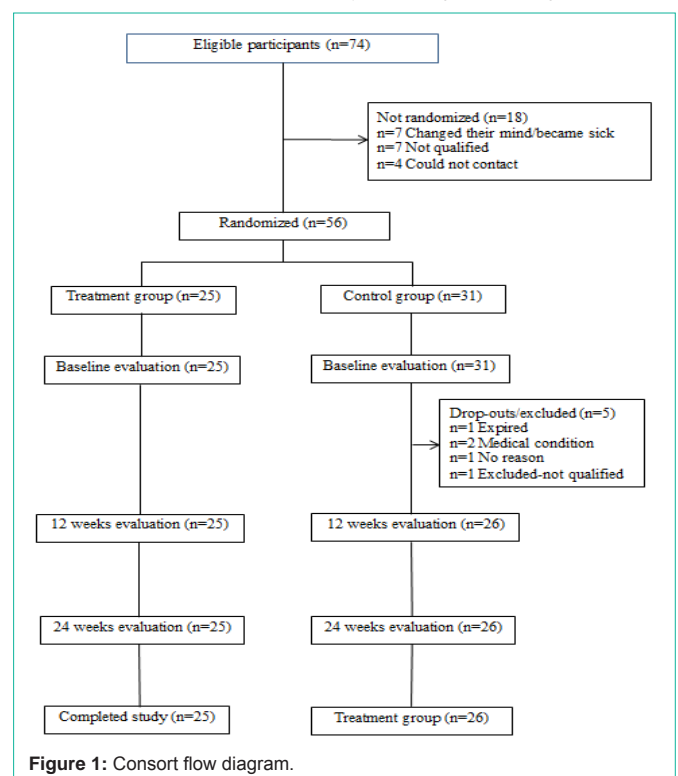 Eligible participants (n=74)
Not randomized (n=18)
n=7 Changed their mind/became sick
n=7 Not qualified
n=4 Could not contact
Randomized (n=56)
Treatment group (n=25)
Control group (n=31)
Baseline evaluation (n=25)
Baseline evaluation (n=31)
Drop-outs/excluded (n=5)
n=1 Expired
n=2 Medical condition
n=1 No reason
n=1 Excluded-not qualified
12 weeks evaluation (n=25)
12 weeks evaluation (n=26)
24 weeks evaluation (n=25)
24 weeks evaluation (n=26)
Completed study (n=25)
Treatment group (n=26)
Figure 1: Consort flow diagram.